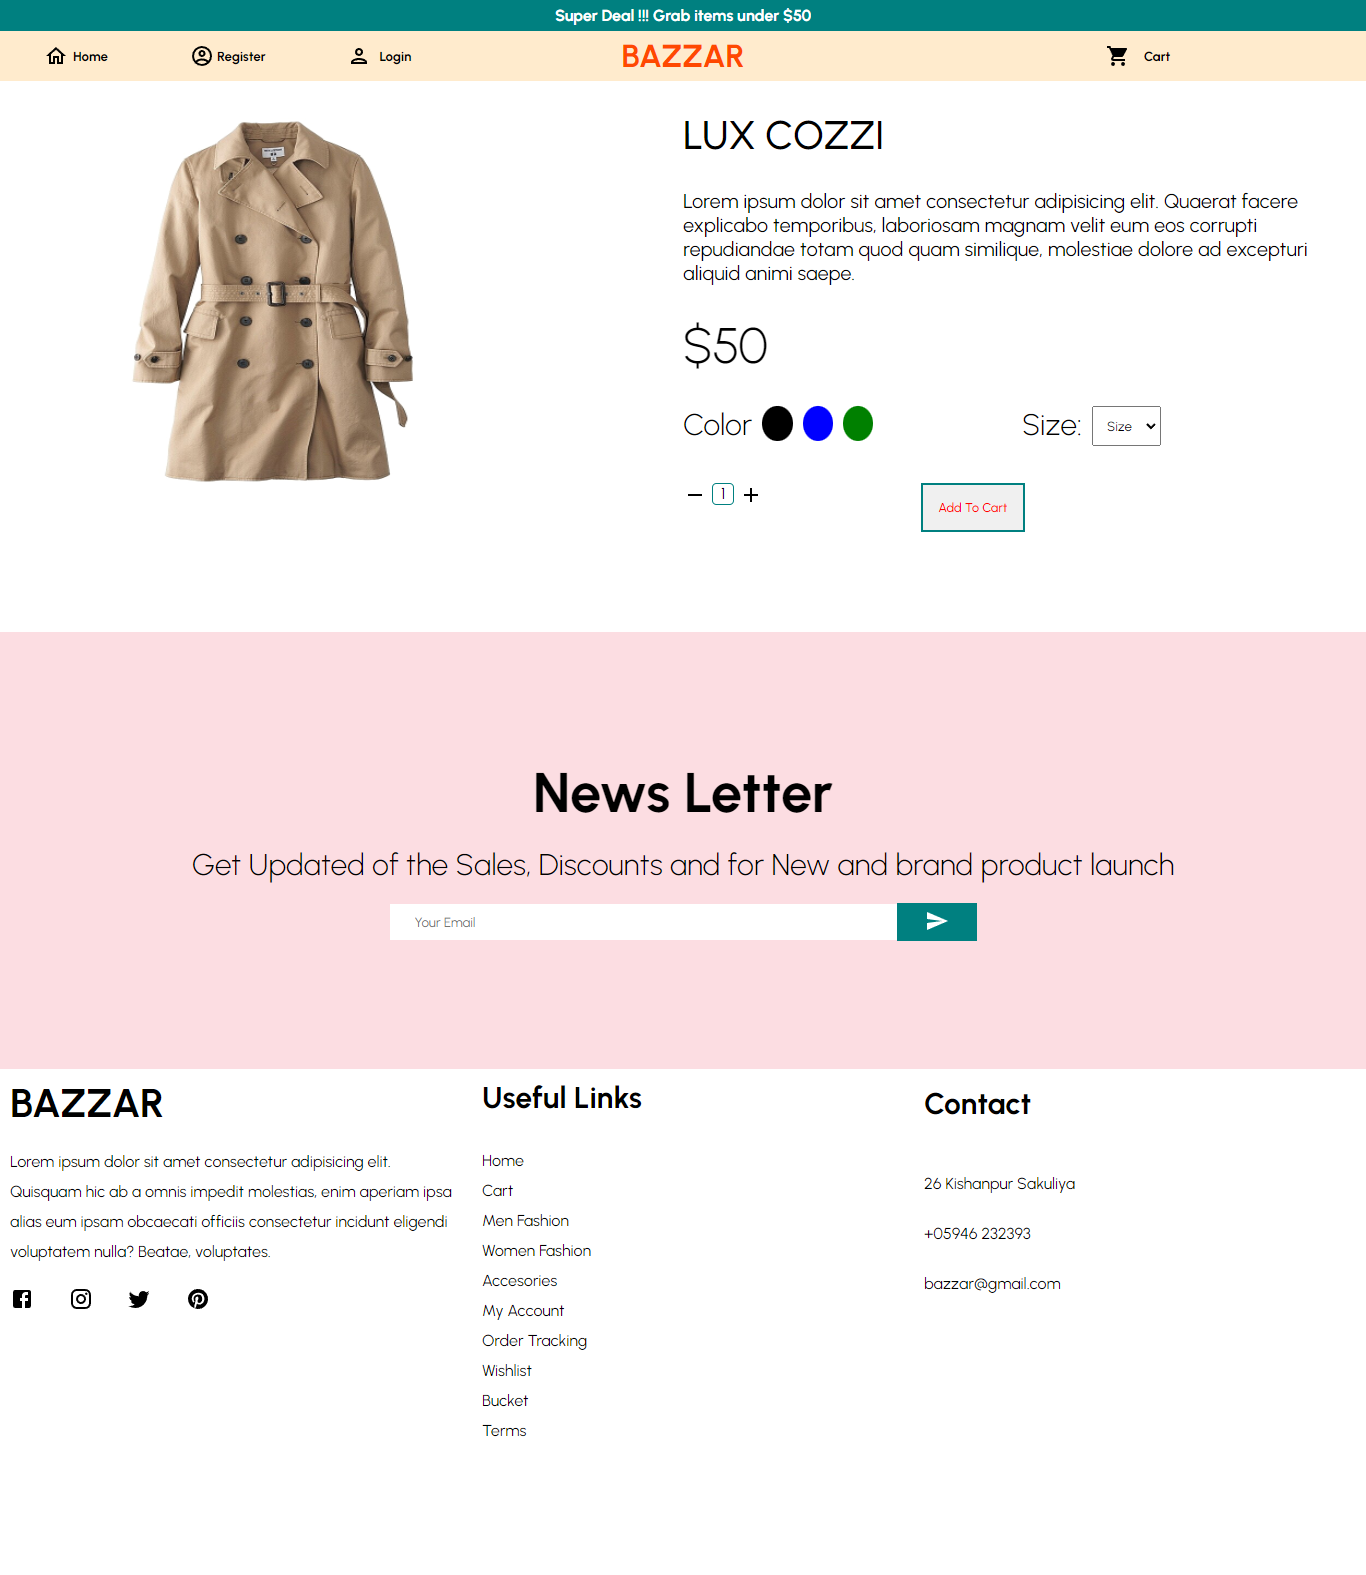 Super Deal !!! Grab items under $50
Home Register Login BAZZAR Cart
LUX COZZI
Lorem ipsum dolor sit amet consectetur adipisicing elit. Quaerat facere
explicabo temporibus, laboriosam magnam velit eum eos corrupti
repudiandae totam quod quam similique, molestiae dolore ad excepturi
aliquid animi saepe.
$50
Color Size: Size
1 Add To Cart
News Letter
Get Updated of the Sales, Discounts and for New and brand product launch
Your Email
BAZZAR
Lorem ipsum dolor sit amet consectetur adipisicing elit.
Quisquam hic ab a omnis impedit molestias, enim aperiam ipsa
alias eum ipsam obcaecati officiis consectetur incidunt eligendi
voluptatem nulla? Beatae, voluptates.
Useful Links
Home
Cart
Men Fashion
Women Fashion
Accesories
My Account
Order Tracking
Wishlist
Bucket
Terms
Contact
26 Kishanpur Sakuliya
+05946 232393
bazzar@gmail.com